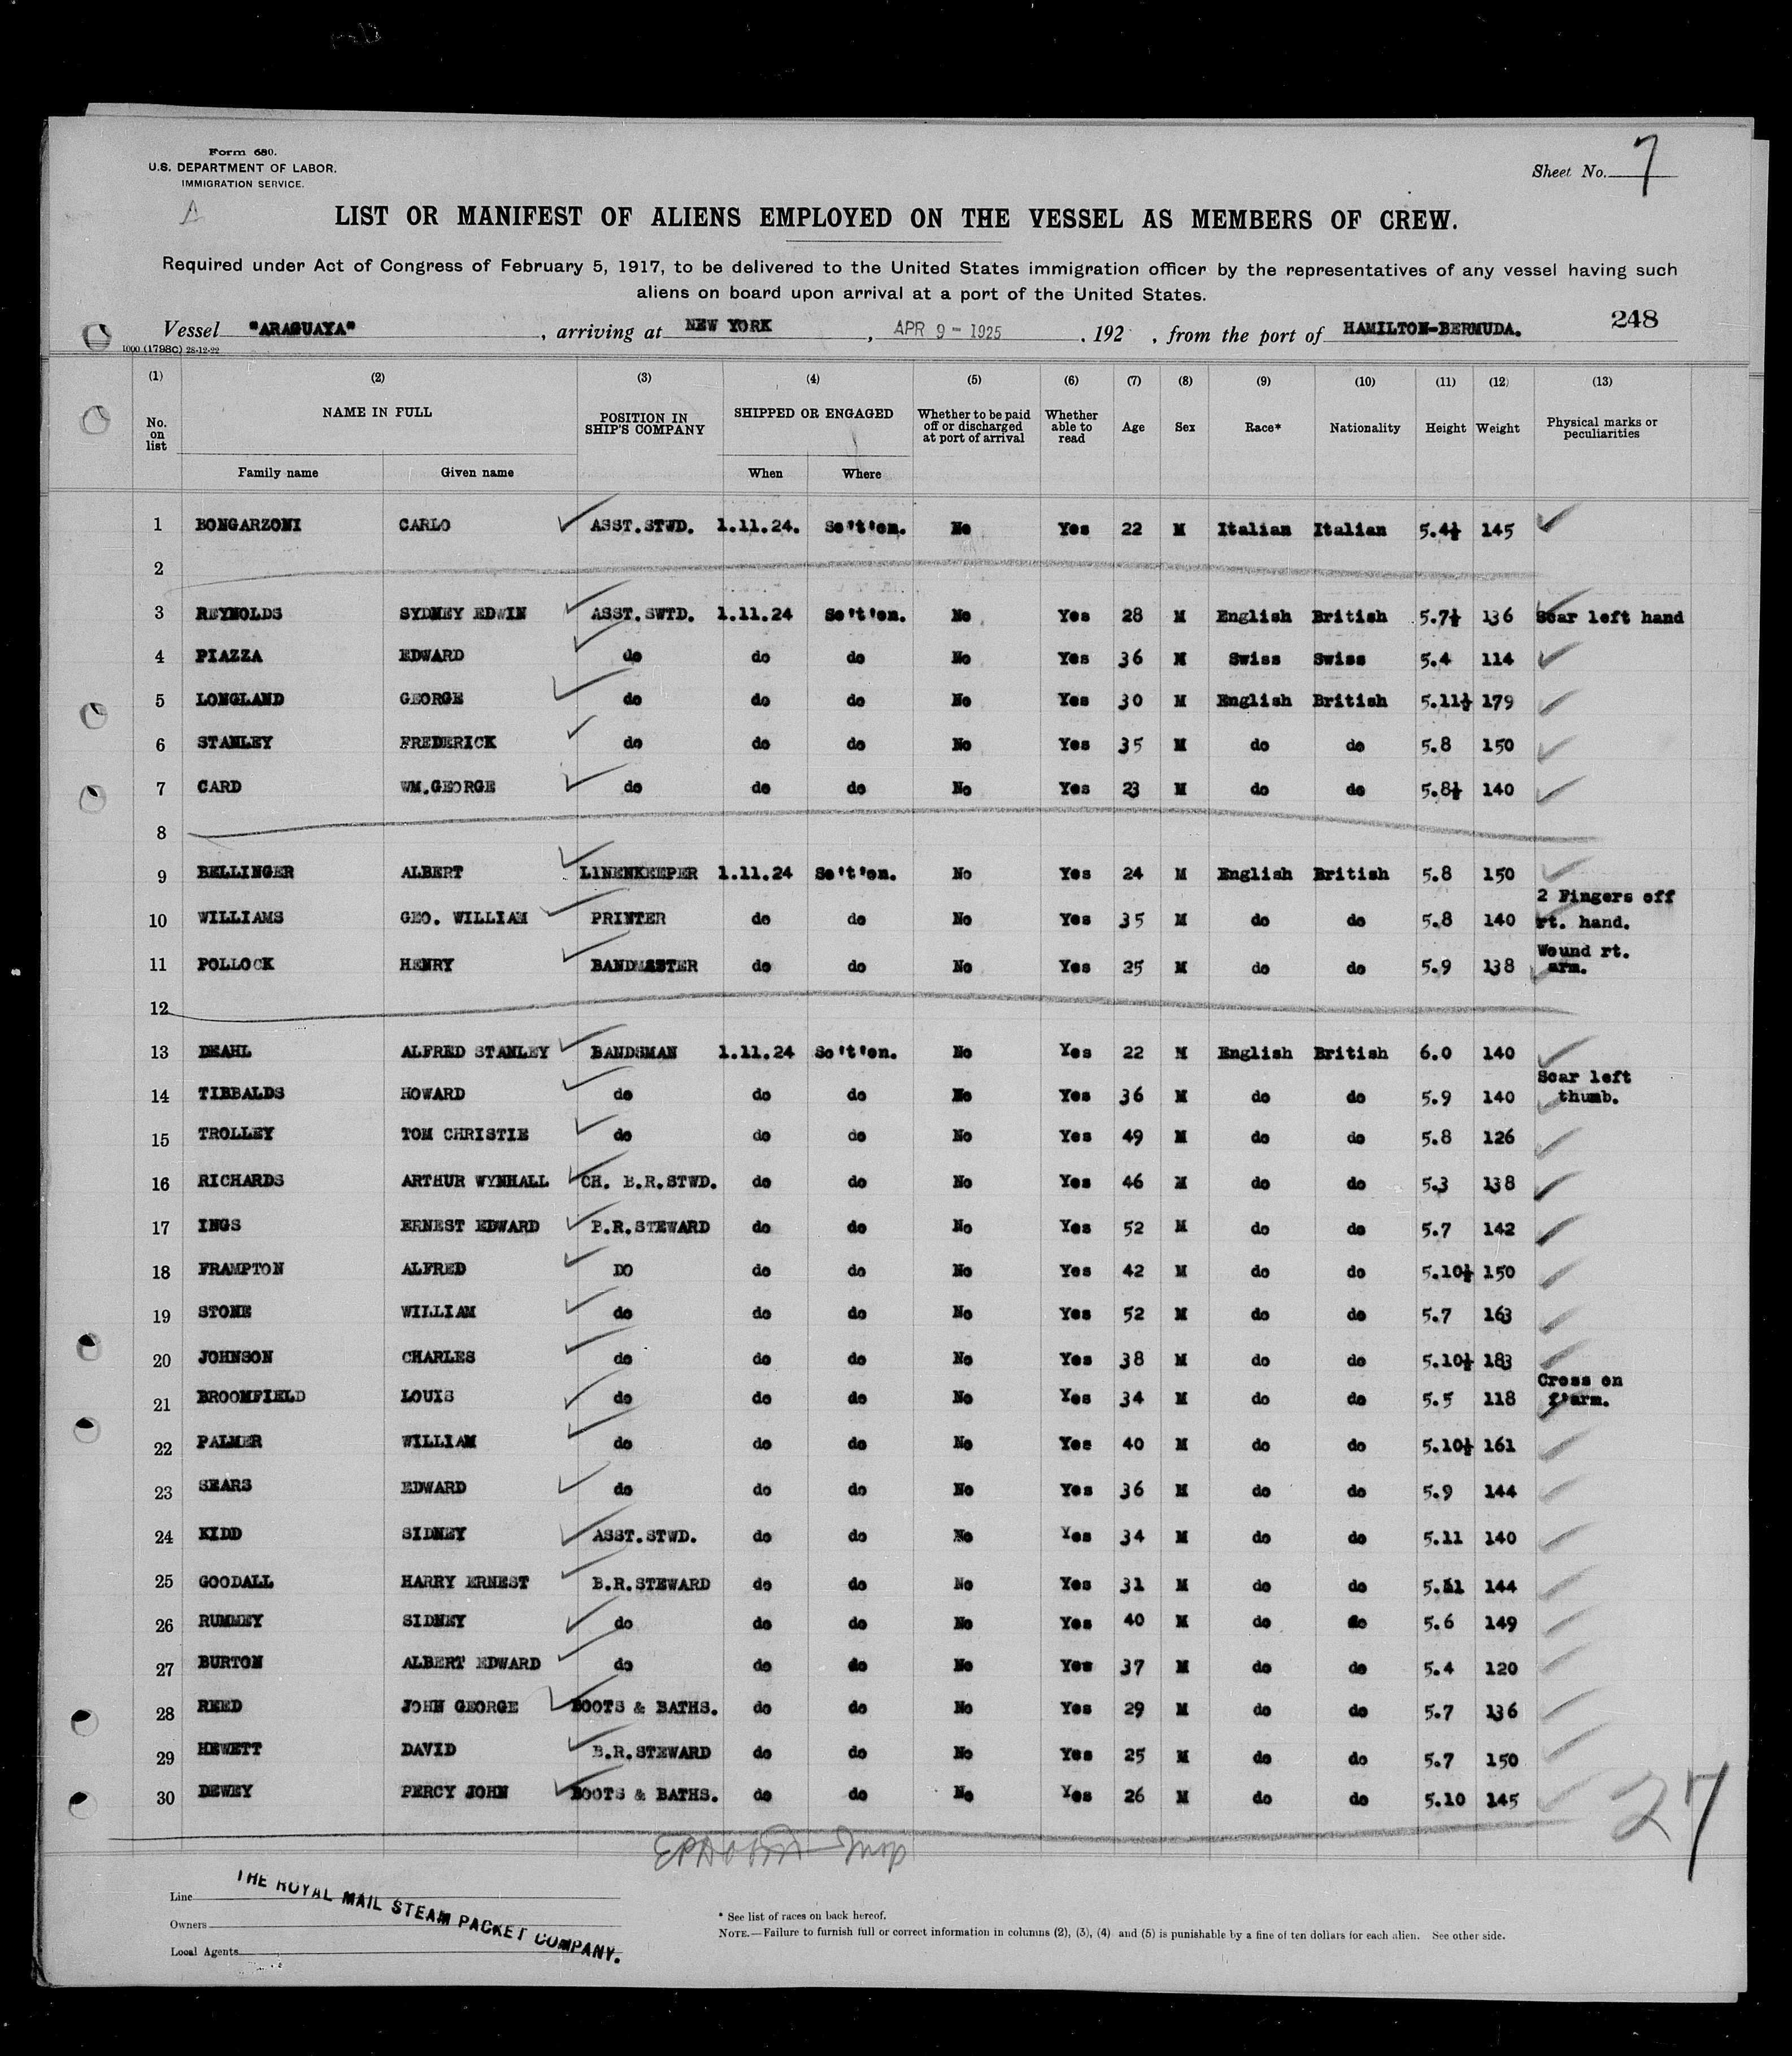 Form 680.
U.S. DEPARTMENT OF LABOR.
IMMIGRATION SERVICE.
Sheet No. 7
A
LIST OR MANIFEST OF ALIENS EMPLOYED ON THE VESSEL AS MEMBERS OF CREW.
Required under Act of Congress of February 5, 1917, to be delivered to the United States immigration officer by the representatives of any vessel having such
aliens on board upon arrival at a port of the United States.
248
Vessel "ARAGUAYA", arriving at NEW YORK, APR 9 - 1925, 192 , from the port of HAMILTON-BERMUDA.
1000 (1798C) 28-12-22
(1) (2) (3) (4) (5) (6) (7) (8) (9) (10) (11) (12) (13)
No. on list NAME IN FULL POSITION IN SHIP'S COMPANY SHIPPED OR ENGAGED Whether to be paid off or discharged at port of arrival Whether able to read Age Sex Race* Nationality Height Weight Physical marks or peculiarities
Family name Given name When Where
1 BONGARZONI CARLO ASST.STWD. 1.11.24. So't'on. No Yes 22 M Italian Italian 5.4½ 145
2
3 REYNOLDS SYDNEY EDWIN ASST.SWTD. 1.11.24 So't'on. No Yes 28 M English British 5.7½ 136 Scar left hand
4 PIAZZA EDWARD do do do No Yes 36 M Swiss Swiss 5.4 114
5 LONGLAND GEORGE do do do No Yes 30 M English British 5.11½ 179
6 STANLEY FREDERICK do do do No Yes 35 M do do 5.8 150
7 CARD WM.GEORGE do do do No Yes 23 M do do 5.8½ 140
8
9 BELLINGER ALBERT LINENKEEPER 1.11.24 So't'on. No Yes 24 M English British 5.8 150
10 WILLIAMS GEO. WILLIAM PRINTER do do No Yes 35 M do do 5.8 140 2 Fingers off rt. hand.
11 POLLOCK HENRY BANDMASTER do do No Yes 25 M do do 5.9 138 Wound rt. arm.
12
13 DEAHL ALFRED STANLEY BANDSMAN 1.11.24 So't'on. No Yes 22 M English British 6.0 140
14 TIBBALDS HOWARD do do do No Yes 36 M do do 5.9 140 Scar left thumb.
15 TROLLEY TOM CHRISTIE do do do No Yes 49 M do do 5.8 126
16 RICHARDS ARTHUR WYNHALL CH. B.R.STWD. do do No Yes 46 M do do 5.3 138
17 INGS ERNEST EDWARD B.R.STEWARD do do No Yes 52 M do do 5.7 142
18 FRAMPTON ALFRED DO do do No Yes 42 M do do 5.10½ 150
19 STONE WILLIAM do do do No Yes 52 M do do 5.7 163
20 JOHNSON CHARLES do do do No Yes 38 M do do 5.10½ 183
21 BROOMFIELD LOUIS do do do No Yes 34 M do do 5.5 118 Cross on f'arm.
22 PALMER WILLIAM do do do No Yes 40 M do do 5.10½ 161
23 SEARS EDWARD do do do No Yes 36 M do do 5.9 144
24 KIDD SIDNEY ASST.STWD. do do No Yes 34 M do do 5.11 140
25 GOODALL HARRY ERNEST B.R.STEWARD do do No Yes 31 M do do 5.11 144
26 RUMMEY SIDNEY do do do No Yes 40 M do do 5.6 149
27 BURTON ALBERT EDWARD do do do No Yes 37 M do do 5.4 120
28 REED JOHN GEORGE BOOTS & BATHS. do do No Yes 29 M do do 5.7 136
29 HEWETT DAVID B.R.STEWARD do do No Yes 25 M do do 5.7 150
30 DEWEY PERCY JOHN BOOTS & BATHS. do do No Yes 26 M do do 5.10 145
27
Line
Owners
Local Agents
THE ROYAL MAIL STEAM PACKET COMPANY.
* See list of races on back hereof.
NOTE.—Failure to furnish full or correct information in columns (2), (3), (4) and (5) is punishable by a fine of ten dollars for each alien. See other side.